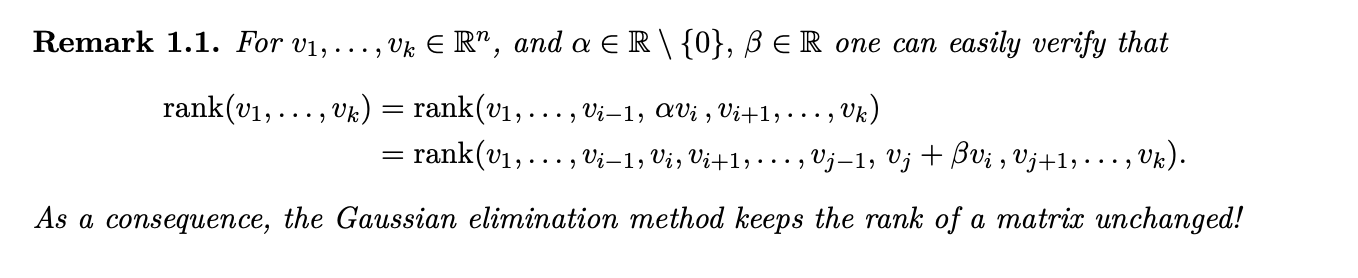 Remark 1.1. For v₁, . . . , vₖ ∈ ℝⁿ, and α ∈ ℝ \ {0}, β ∈ ℝ one can easily verify that
rank(v₁, . . . , vₖ) = rank(v₁, . . . , vᵢ₋₁, αvᵢ , vᵢ₊₁, . . . , vₖ)
= rank(v₁, . . . , vᵢ₋₁, vᵢ, vᵢ₊₁, . . . , vⱼ₋₁, vⱼ + βvᵢ , vⱼ₊₁, . . . , vₖ).
As a consequence, the Gaussian elimination method keeps the rank of a matrix unchanged!